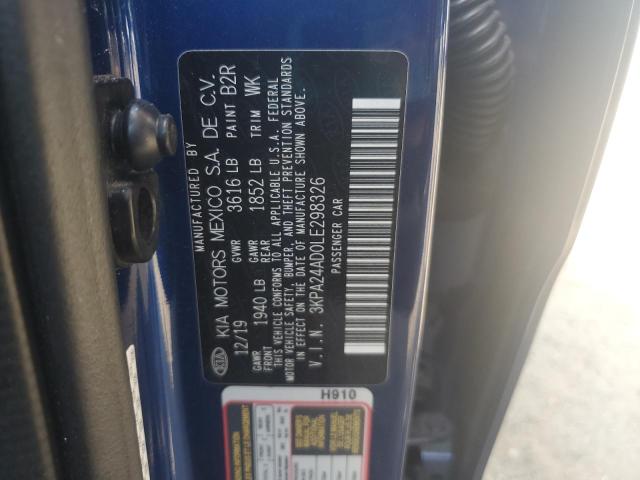 MANUFACTURED BY
KIA KIA MOTORS MEXICO S.A. DE C.V.
12/19 GVWR 3616 LB PAINT B2R
GAWR FRONT 1940 LB GAWR REAR 1852 LB TRIM WK
THIS VEHICLE CONFORMS TO ALL APPLICABLE U.S.A. FEDERAL
MOTOR VEHICLE SAFETY, BUMPER, AND THEFT PREVENTION STANDARDS
IN EFFECT ON THE DATE OF MANUFACTURE SHOWN ABOVE.
V.I.N. 3KPA24AD0LE298326
PASSENGER CAR
H910